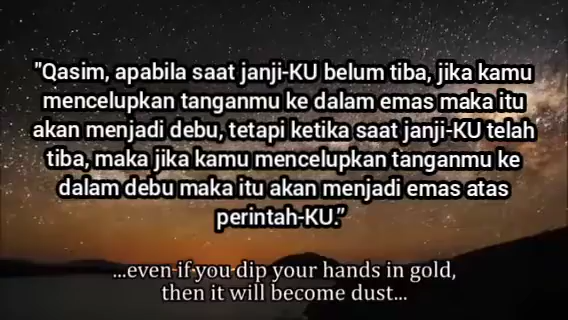 "Qasim, apabila saat janji-KU belum tiba, jika kamu
mencelupkan tanganmu ke dalam emas maka itu
akan menjadi debu, tetapi ketika saat janji-KU telah
tiba, maka jika kamu mencelupkan tanganmu ke
dalam debu maka itu akan menjadi emas atas
perintah-KU."
...even if you dip your hands in gold,
then it will become dust...